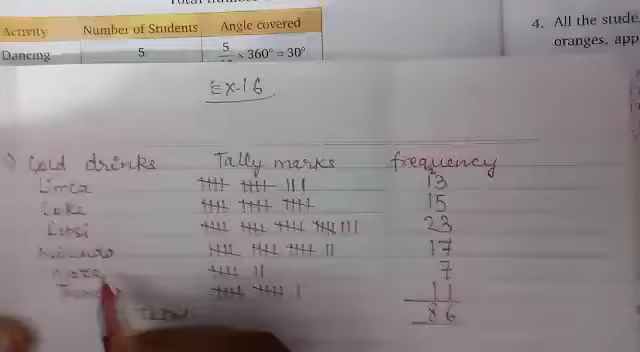 Activity Number of Students Angle covered
4. All the stude
Dancing 5 5 × 360° = 30°
oranges, app
Ex-16
Cold drinks Tally marks frequency
Limca 13
Coke 15
23
17
7
11
Total 86